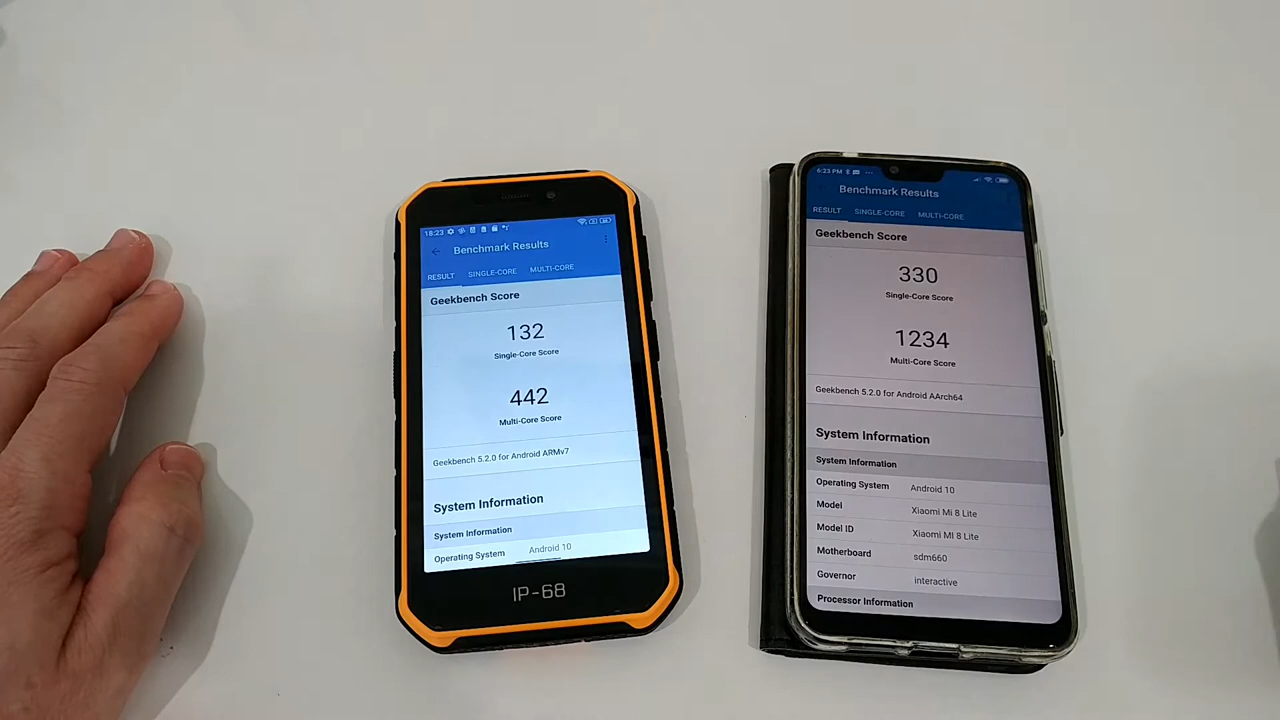 18:23
Benchmark Results
RESULT SINGLE-CORE MULTI-CORE
Geekbench Score
132
Single-Core Score
442
Multi-Core Score
Geekbench 5.2.0 for Android ARMv7
System Information
System Information
Operating System Android 10
IP-68
6:23 PM
Benchmark Results
RESULT SINGLE-CORE MULTI-CORE
Geekbench Score
330
Single-Core Score
1234
Multi-Core Score
Geekbench 5.2.0 for Android AArch64
System Information
System Information
Operating System Android 10
Model Xiaomi Mi 8 Lite
Model ID Xiaomi MI 8 Lite
Motherboard sdm660
Governor interactive
Processor Information